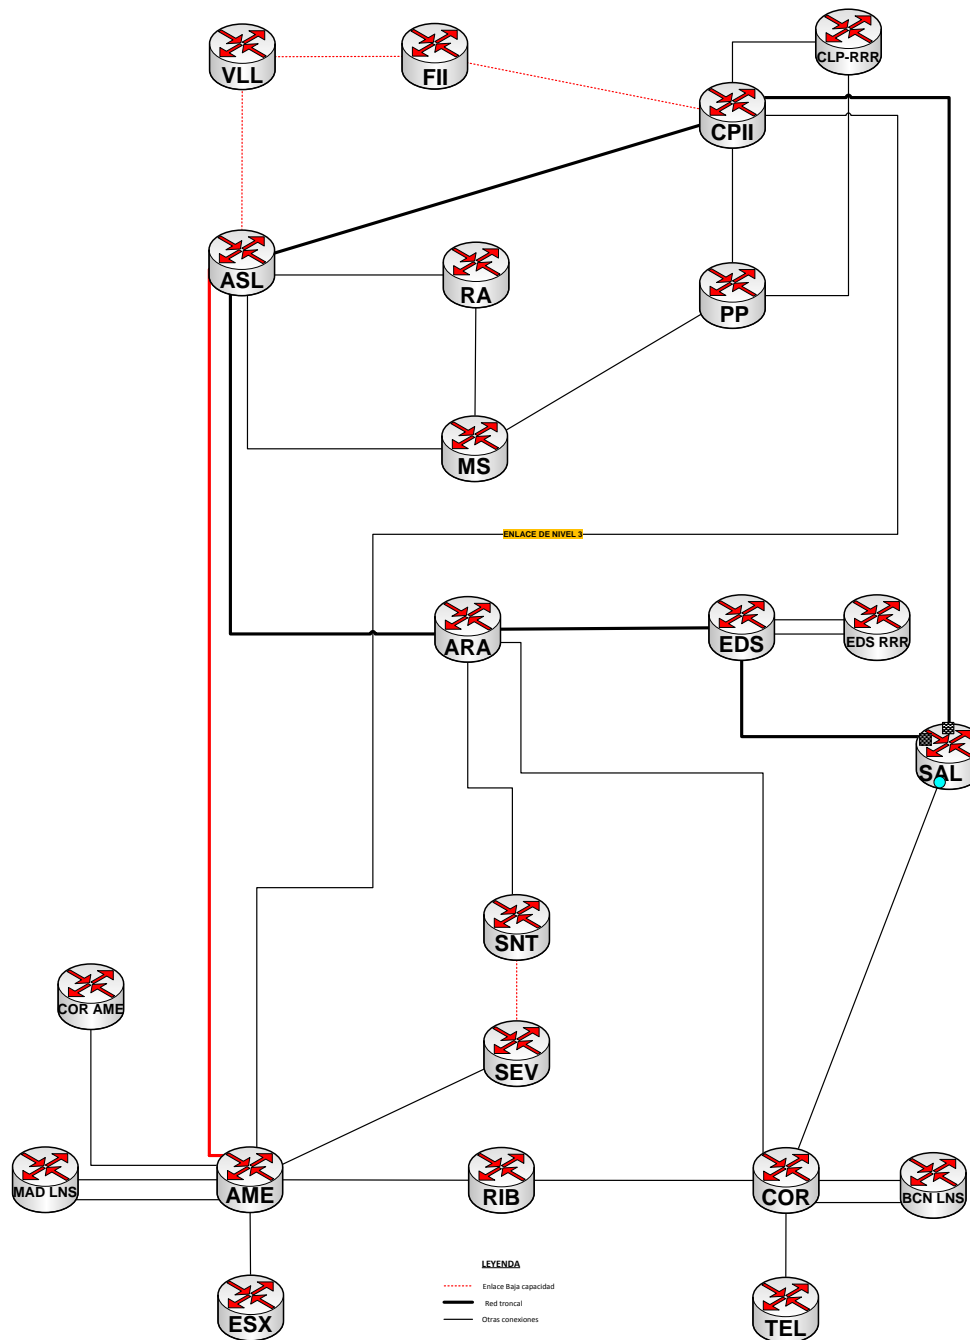 CLP-RRR
VLL
FII
CPII
ASL
RA
PP
MS
ENLACE DE NIVEL 3
ARA
EDS
EDS RRR
SAL
SNT
COR AME
SEV
MAD LNS
AME
RIB
COR
BCN LNS
LEYENDA
Enlace Baja capacidad
Red troncal
Otras conexiones
ESX
TEL